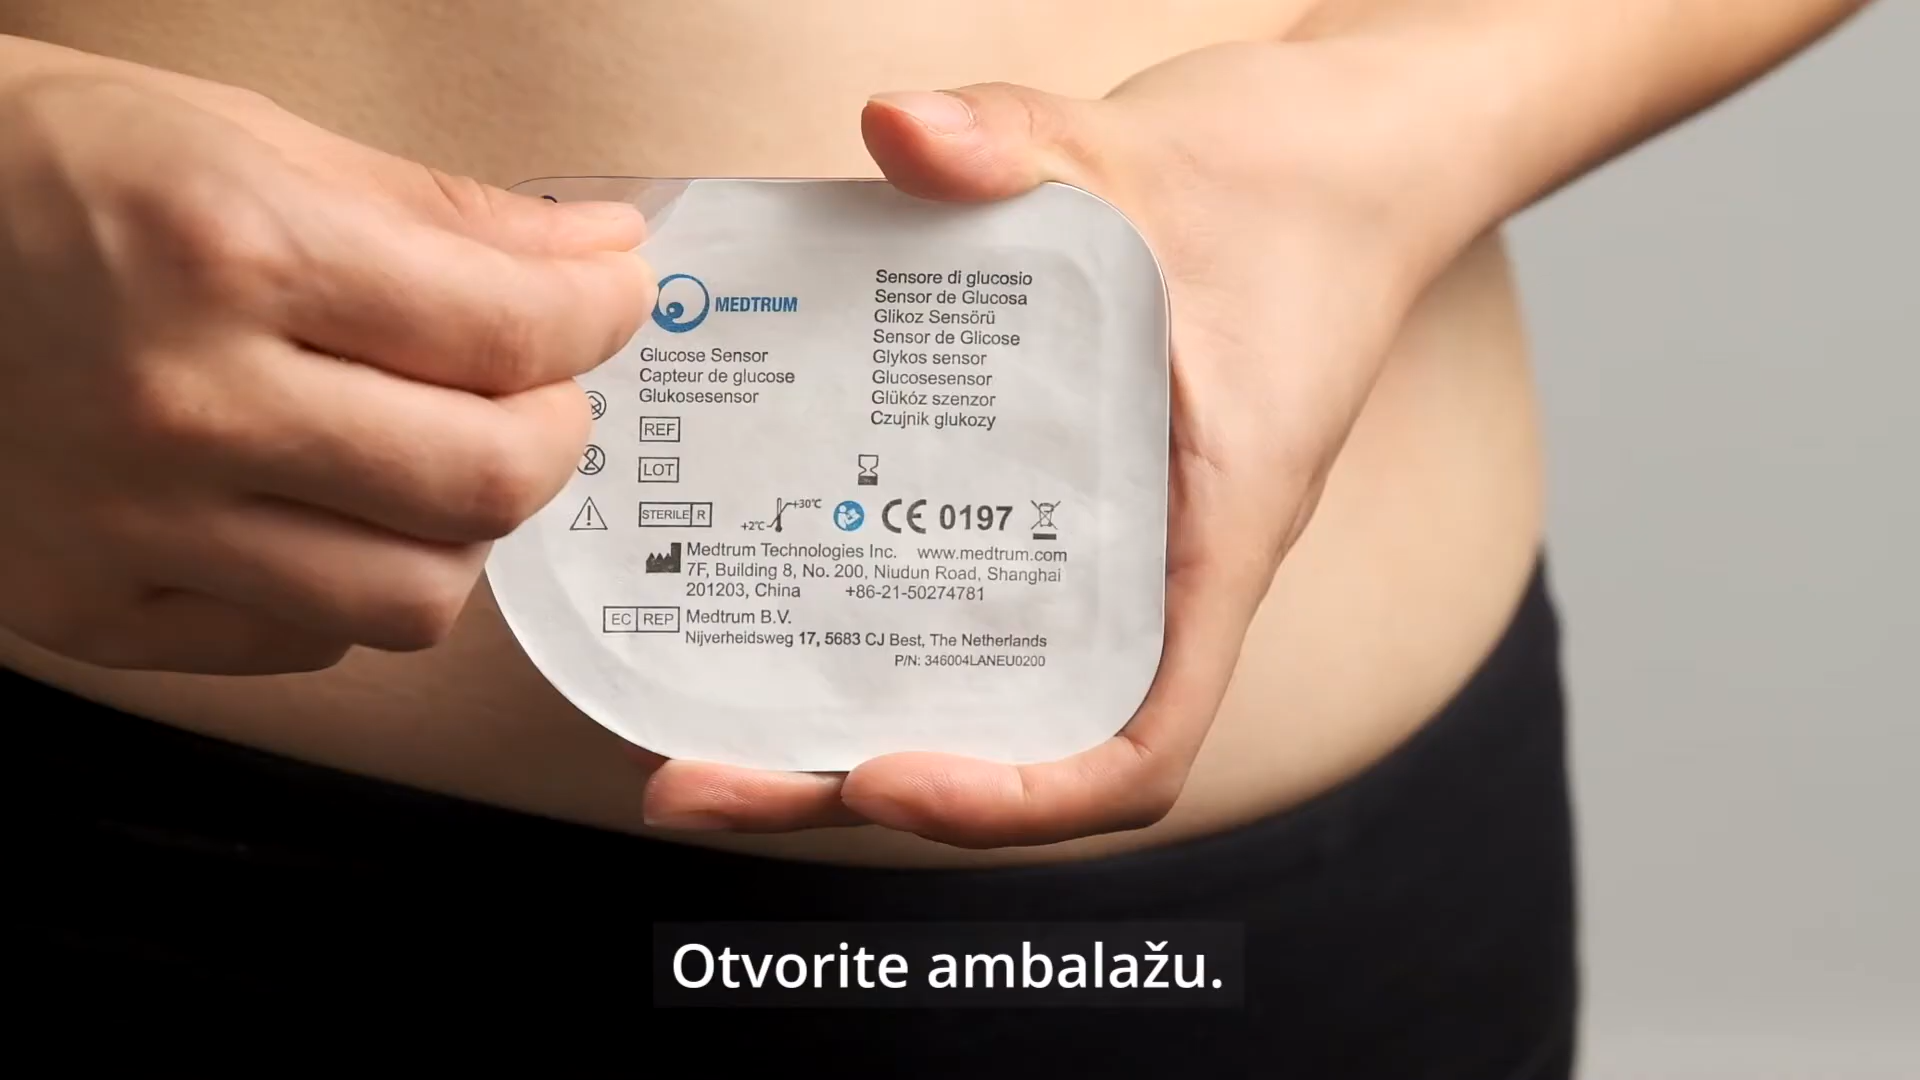 MEDTRUM
Glucose Sensor
Capteur de glucose
Glukosesensor
Sensore di glucosio
Sensor de Glucosa
Glikoz Sensörü
Sensor de Glicose
Glykos sensor
Glucosesensor
Glükóz szenzor
Czujnik glukozy
REF
LOT
STERILE R
+2℃ +30℃
CE 0197
Medtrum Technologies Inc. www.medtrum.com
7F, Building 8, No. 200, Niudun Road, Shanghai
201203, China +86-21-50274781
EC REP Medtrum B.V.
Nijverheidsweg 17, 5683 CJ Best, The Netherlands
P/N: 346004LANEU0200
Otvorite ambalažu.